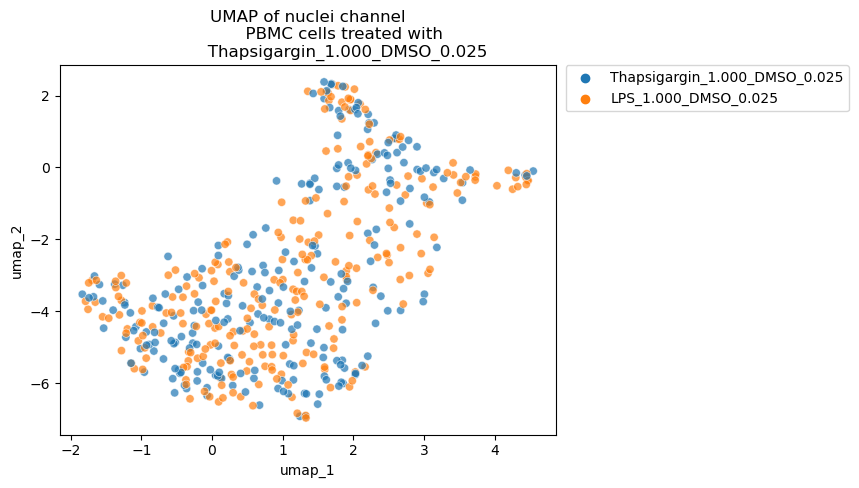 UMAP of nuclei channel
PBMC cells treated with
Thapsigargin_1.000_DMSO_0.025
Thapsigargin_1.000_DMSO_0.025
LPS_1.000_DMSO_0.025
umap_2
2
0
−2
−4
−6
−2
−1
0
1
2
3
4
umap_1